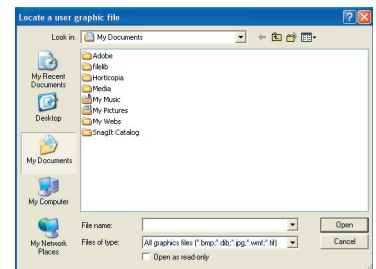 Locate a user graphic file
Look in: My Documents
My Recent
Documents
Desktop
My Documents
My Computer
My Network
Places
Adobe
filelib
Horticopia
Media
My Music
My Pictures
My Webs
SnagIt Catalog
File name:
Open
Files of type: All graphics files (*.bmp;*.dib;*.jpg;*.wmf;*.tif)
Cancel
Open as read-only